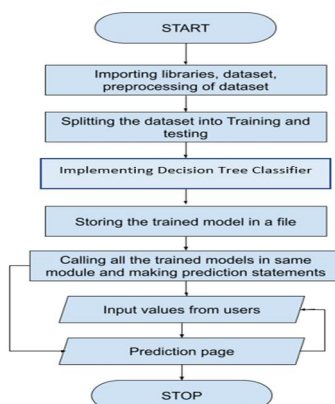 START
Importing libraries, dataset,
preprocessing of dataset
Splitting the dataset into Training and
testing
Implementing Decision Tree Classifier
Storing the trained model in a file
Calling all the trained models in same
module and making prediction statements
Input values from users
Prediction page
STOP